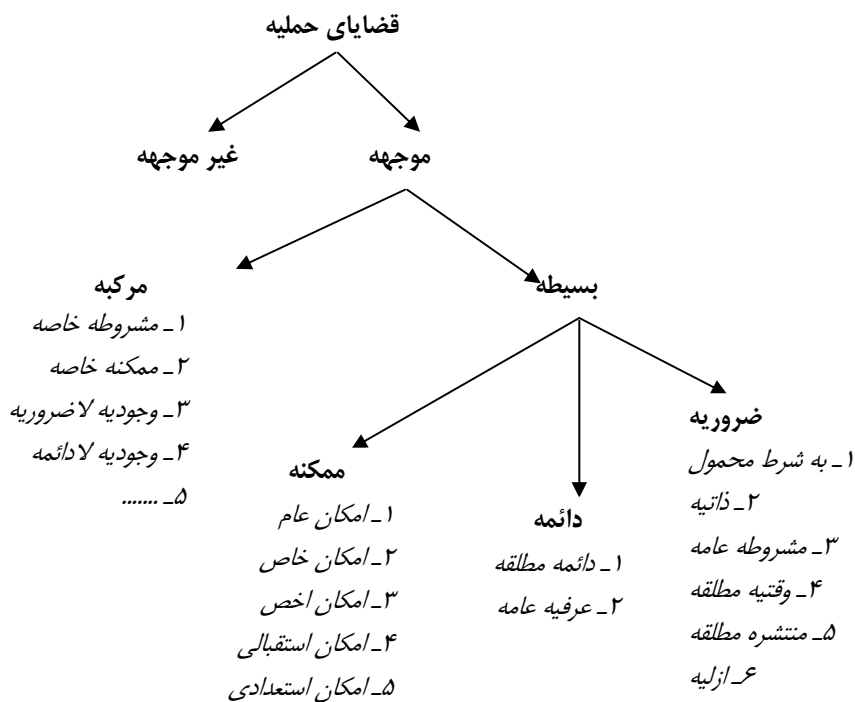 قضایای حملیه
موجهه
غیر موجهه
بسیطه
مرکبه
۱ـ مشروطه خاصه
۲ـ ممکنه خاصه
۳ـ وجودیه لاضروریه
۴ـ وجودیه لادائمه
۵ـ .......
ضروریه
۱ـ به شرط محمول
۲ـ ذاتیه
۳ـ مشروطه عامه
۴ـ وقتیه مطلقه
۵ـ منتشره مطلقه
۶ـ ازلیه
دائمه
۱ـ دائمه مطلقه
۲ـ عرفیه عامه
ممکنه
۱ـ امکان عام
۲ـ امکان خاص
۳ـ امکان اخص
۴ـ امکان استقبالی
۵ـ امکان استعدادی